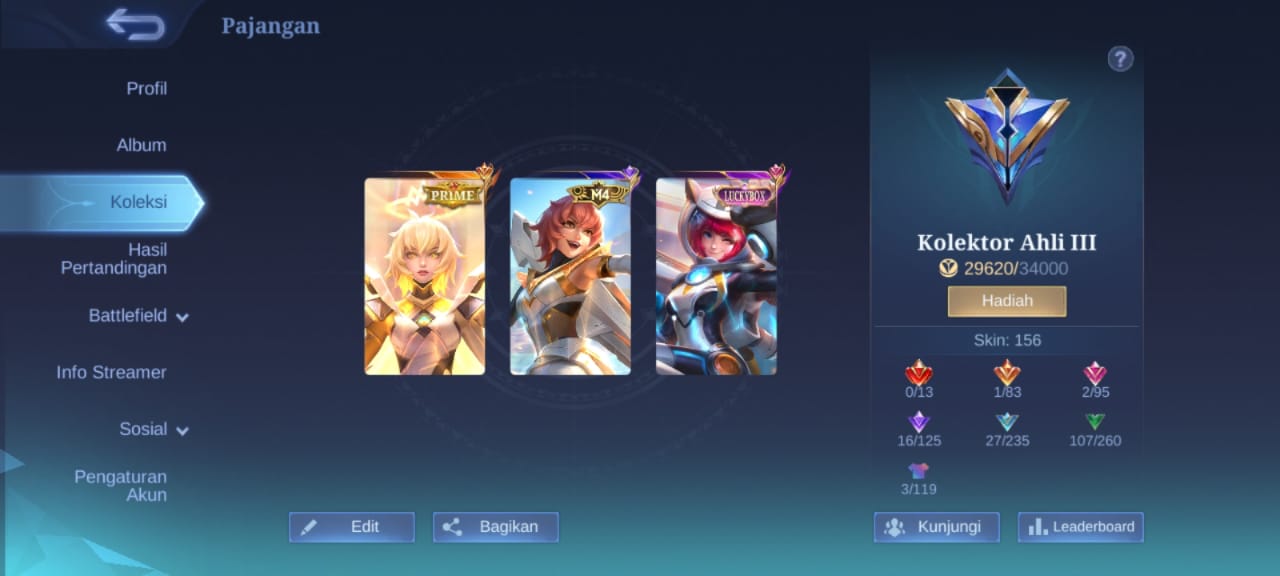 Pajangan
Profil
Album
Koleksi
Hasil
Pertandingan
Battlefield
Info Streamer
Sosial
Pengaturan
Akun
PRIME
M4
LUCKYBOX
Edit
Bagikan
?
Kolektor Ahli III
29620/34000
Hadiah
Skin: 156
0/13
1/83
2/95
16/125
27/235
107/260
3/119
Kunjungi
Leaderboard